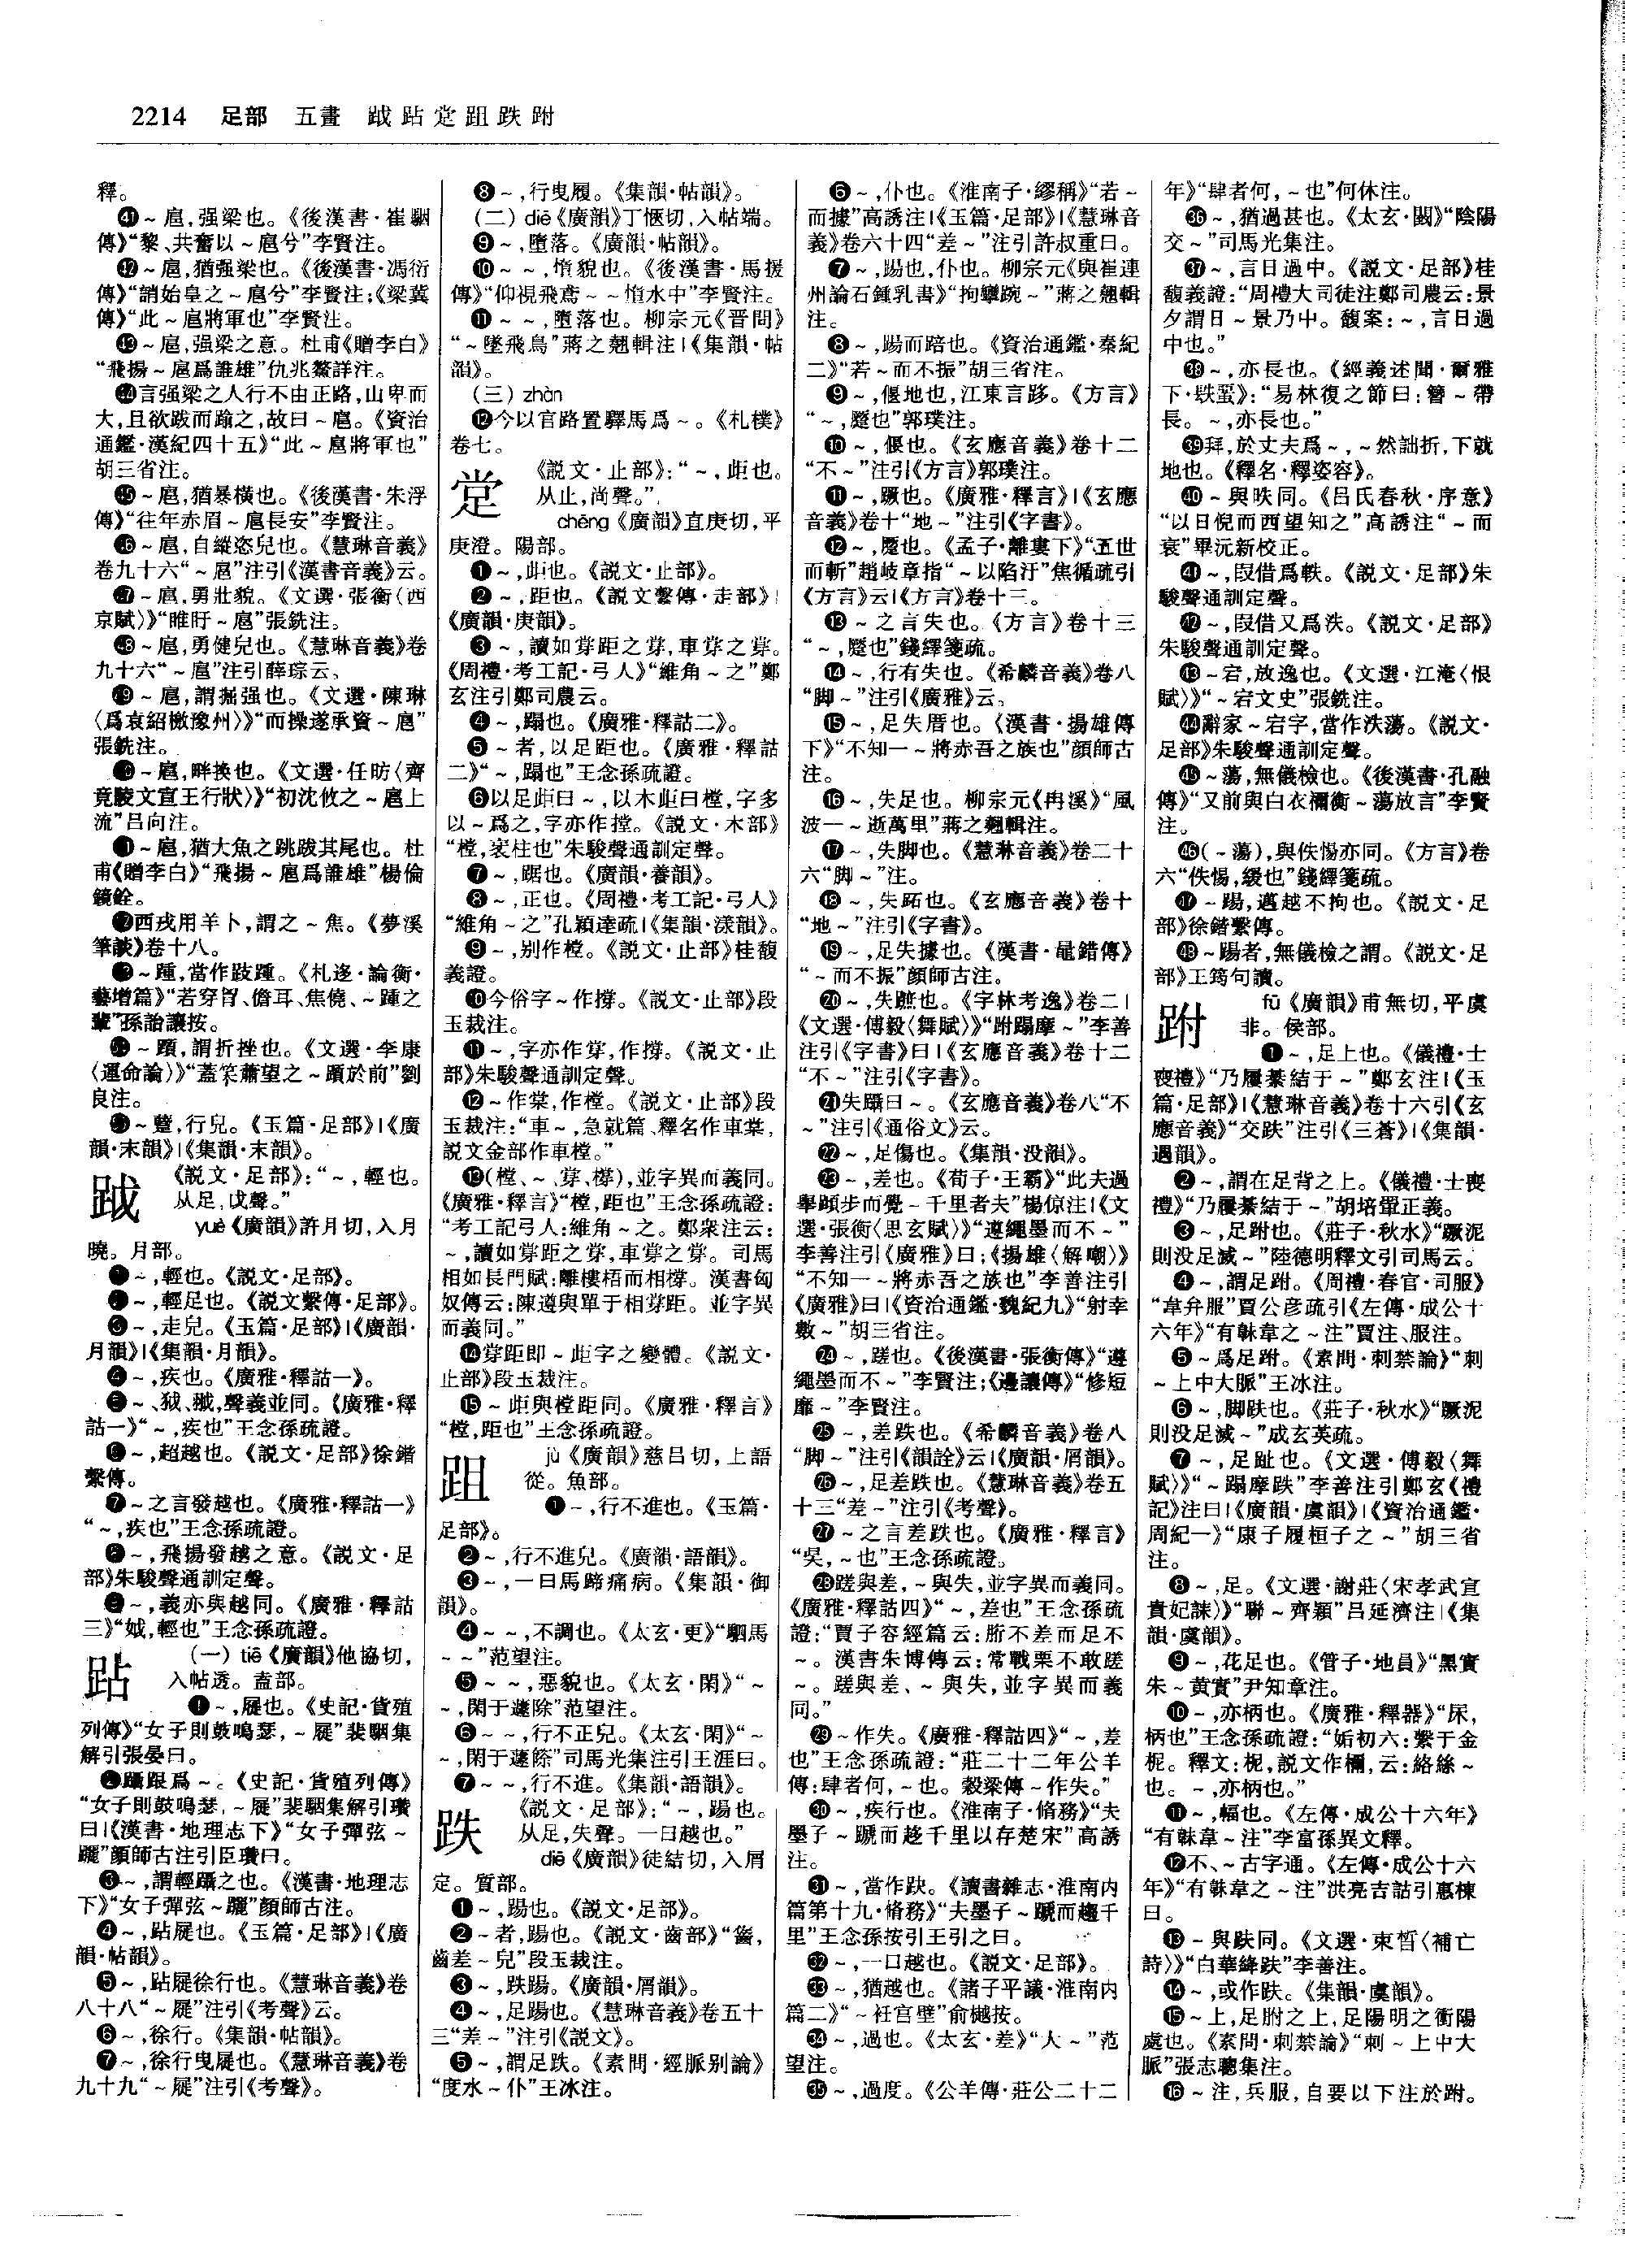 2214 足部 五畫 䟠跕堂跙跌跗
釋。
㊶～扈,强梁也。《後漢書·崔駰
傳》“黎、共奮以～扈兮”李賢注。
㊷～扈,猶强梁也。《後漢書·馮衍
傳》“誚始皇之～扈兮”李賢注;《梁冀
傳》“此～扈將軍也”李賢注。
㊸～扈,强梁之意。杜甫《贈李白》
“飛揚～扈爲誰雄”仇兆鰲詳注。
㊹言强梁之人行不由正路,山卑而
大,且欲跋而踰之,故曰～扈。《資治
通鑑·漢紀四十五》“此～扈將軍也”
胡三省注。
㊺～扈,猶暴横也。《後漢書·朱浮
傳》“往年赤眉～扈長安”李賢注。
㊻～扈,自縱恣皃也。《慧琳音義》
卷九十六“～扈”注引《漢書音義》云。
～扈,勇壯貌。《文選·張衡〈西
京賦〉》“睢盱～扈”張銑注。
～扈,勇健皃也。《慧琳音義》卷
九十六“～扈”注引薛琮云。
～扈,謂掘强也。《文選·陳琳
〈爲袁紹檄豫州〉》“而操遂承資～扈”
張銑注。
～扈,畔换也。《文選·任昉〈齊
竟陵文宣王行狀〉》“初沈攸之～扈上
流”吕向注。
～扈,猶大魚之跳跋其尾也。杜
甫《贈李白》“飛揚～扈爲誰雄”楊倫
鏡銓。
西戎用羊卜,謂之～焦。《夢溪
筆談》卷十八。
～踵,當作跂踵。《札迻·論衡·
藝增篇》“若穿胷、儋耳、焦僥、～踵之
輩”孫詒讓按。
～躓,謂折挫也。《文選·李康
〈運命論〉》“蓋笑蕭望之～躓於前”劉
良注。
～躠,行皃。《玉篇·足部》|《廣
韻·末韻》|《集韻·末韻》。
䟠
《説文·足部》:“～,輕也。
从足,戉聲。”
yuè《廣韻》許月切,入月
曉。月部。
❶～,輕也。《説文·足部》。
❷～,輕足也。《説文繫傳·足部》。
❸～,走皃。《玉篇·足部》|《廣韻·
月韻》|《集韻·月韻》。
❹～,疾也。《廣雅·釋詁一》。
❺～、狘、䎀,聲義並同。《廣雅·釋
詁一》“～,疾也”王念孫疏證。
❻～,超越也。《説文·足部》徐鍇
繫傳。
❼～之言發越也。《廣雅·釋詁一》
“～,疾也”王念孫疏證。
❽～,飛揚發越之意。《説文·足
部》朱駿聲通訓定聲。
❾～,義亦與越同。《廣雅·釋詁
三》“娍,輕也”王念孫疏證。
跕
(一) tiē《廣韻》他協切,
入帖透。盍部。
❶～,屣也。《史記·貨殖
列傳》“女子則鼓鳴瑟,～屣”裴駰集
解引張晏曰。
❷躡跟爲～。《史記·貨殖列傳》
“女子則鼓鳴瑟,～屣”裴駰集解引瓚
曰|《漢書·地理志下》“女子彈弦～
躧”顔師古注引臣瓚曰。
❸～,謂輕躡之也。《漢書·地理志
下》“女子彈弦～躧”顔師古注。
❹～,跕屣也。《玉篇·足部》|《廣
韻·帖韻》。
❺～,跕屣徐行也。《慧琳音義》卷
八十八“～屣”注引《考聲》云。
❻～,徐行。《集韻·帖韻》。
❼～,徐行曳屣也。《慧琳音義》卷
九十九“～屣”注引《考聲》。
❽～,行曳履。《集韻·帖韻》。
(二) diē《廣韻》丁愜切,入帖端。
❾～,墮落。《廣韻·帖韻》。
❿～～,墮貌也。《後漢書·馬援
傳》“仰視飛鳶～～墮水中”李賢注。
⓫～～,墮落也。柳宗元《晋問》
“～墜飛鳥”蔣之翹輯注|《集韻·帖
韻》。
(三) zhàn
⓬今以官路置驛馬爲～。《札樸》
卷七。
《説文·止部》:“～,歫也。
从止,尚聲。”
chēng《廣韻》直庚切,平
庚澄。陽部。
❶～,歫也。《説文·止部》。
❷～,距也。《説文繫傳·走部》|
《廣韻·庚韻》。
❸～,讀如牚距之牚,車牚之牚。
《周禮·考工記·弓人》“維角～之”鄭
玄注引鄭司農云。
❹～,蹋也。《廣雅·釋詁二》。
❺～者,以足距也。《廣雅·釋詁
二》“～,蹋也”王念孫疏證。
❻以足歫曰～,以木歫曰樘,字多
以～爲之,字亦作撑。《説文·木部》
“樘,衺柱也”朱駿聲通訓定聲。
❼～,踞也。《廣韻·養韻》。
❽～,正也。《周禮·考工記·弓人》
“維角～之”孔穎達疏|《集韻·漾韻》。
❾～,别作樘。《説文·止部》桂馥
義證。
❿今俗字～作撐。《説文·止部》段
玉裁注。
⓫～,字亦作牚,作撐。《説文·止
部》朱駿聲通訓定聲。
⓬～作棠,作樘。《説文·止部》段
玉裁注:“車～,急就篇、釋名作車棠,
説文金部作車樘。”
⓭(樘、～、牚、橕),並字異而義同。
《廣雅·釋言》“樘,距也”王念孫疏證:
“考工記弓人:維角～之。鄭衆注云:
～,讀如牚距之牚,車牚之牚。司馬
相如長門賦:離樓梧而相撐。漢書匈
奴傳云:陳遵與單于相牚距。並字異
而義同。”
⓮牚距即～歫字之變體。《説文·
止部》段玉裁注。
⓯～歫與樘距同。《廣雅·釋言》
“樘,距也”王念孫疏證。
跙
jù《廣韻》慈吕切,上語
從。魚部。
❶～,行不進也。《玉篇·
足部》。
❷～,行不進皃。《廣韻·語韻》。
❸～,一曰馬蹄痛病。《集韻·御
韻》。
❹～～,不調也。《太玄·更》“駟馬
～～”范望注。
❺～～,惡貌也。《太玄·閑》“～
～,閑于蘧除”范望注。
❻～～,行不正皃。《太玄·閑》“～
～,閑于蘧篨”司馬光集注引王涯曰。
❼～～,行不進。《集韻·語韻》。
跌
《説文·足部》:“～,踼也。
从足,失聲。一曰越也。”
diē《廣韻》徒結切,入屑
定。質部。
❶～,踼也。《説文·足部》。
❷～者,踼也。《説文·齒部》“齹,
齒差～皃”段玉裁注。
❸～,跌踼。《廣韻·屑韻》。
❹～,足踼也。《慧琳音義》卷五十
三“差～”注引《説文》。
❺～,謂足跌。《素問·經脈别論》
“度水～仆”王冰注。
❻～,仆也。《淮南子·繆稱》“若～
而據”高誘注|《玉篇·足部》|《慧琳音
義》卷六十四“差～”注引許叔重曰。
❼～,踢也,仆也。柳宗元《與崔連
州論石鍾乳書》“拘攣踠～”蔣之翹輯
注。
❽～,踼而踣也。《資治通鑑·秦紀
二》“若～而不振”胡三省注。
❾～,偃地也,江東言跢。《方言》
“～,蹷也”郭璞注。
❿～,偃也。《玄應音義》卷十二
“不～”注引《方言》郭璞注。
⓫～,蹶也。《廣雅·釋言》|《玄應
音義》卷十“地～”注引《字書》。
⓬～,蹷也。《孟子·離婁下》“五世
而斬”趙岐章指“～以陷汙”焦循疏引
《方言》云|《方言》卷十三。
⓭～之言失也。《方言》卷十三
“～,蹷也”錢繹箋疏。
⓮～,行有失也。《希麟音義》卷八
“脚～”注引《廣雅》云。
⓯～,足失厝也。《漢書·揚雄傳
下》“不知一～將赤吾之族也”顔師古
注。
⓰～,失足也。柳宗元《冉溪》“風
波一～逝萬里”蔣之翹輯注。
⓱～,失脚也。《慧琳音義》卷二十
六“脚～”注。
⓲～,失跖也。《玄應音義》卷十
“地～”注引《字書》。
⓳～,足失據也。《漢書·鼂錯傳》
“～而不振”顔師古注。
⓴～,失蹠也。《字林考逸》卷二|
《文選·傅毅〈舞賦〉》“跗蹋摩～”李善
注引《字書》曰|《玄應音義》卷十二
“不～”注引《字書》。
㉑失躡曰～。《玄應音義》卷八“不
～”注引《通俗文》云。
㉒～,足傷也。《集韻·没韻》。
㉓～,差也。《荀子·王霸》“此夫過
舉蹞步而覺～千里者夫”楊倞注|《文
選·張衡〈思玄賦〉》“遵繩墨而不～”
李善注引《廣雅》曰;《揚雄〈解嘲〉》
“不知一～將赤吾之族也”李善注引
《廣雅》曰|《資治通鑑·魏紀九》“射幸
數～”胡三省注。
㉔～,蹉也。《後漢書·張衡傳》“遵
繩墨而不～”李賢注;《邊讓傳》“修短
靡～”李賢注。
㉕～,差跌也。《希麟音義》卷八
“脚～”注引《韻詮》云|《廣韻·屑韻》。
㉖～,足差跌也。《慧琳音義》卷五
十三“差～”注引《考聲》。
㉗～之言差跌也。《廣雅·釋言》
“𡗾,～也”王念孫疏證。
㉘蹉與差,～與失,並字異而義同。
《廣雅·釋詁四》“～,差也”王念孫疏
證:“賈子容經篇云:胻不差而足不
～。漢書朱博傳云:常戰栗不敢蹉
～。蹉與差、～與失,並字異而義
同。”
㉙～作失。《廣雅·釋詁四》“～,差
也”王念孫疏證:“莊二十二年公羊
傳:肆者何,～也。穀梁傳～作失。”
㉚～,疾行也。《淮南子·脩務》“夫
墨子～蹏而趍千里以存楚宋”高誘
注。
㉛～,當作趹。《讀書雜志·淮南内
篇第十九·脩務》“夫墨子～蹏而趨千
里”王念孫按引王引之曰。
㉜～,一曰越也。《説文·足部》。
㉝～,猶越也。《諸子平議·淮南内
篇二》“～衽宫壁”俞樾按。
㉞～,過也。《太玄·差》“大～”范
望注。
㉟～,過度。《公羊傳·莊公二十二
年》“肆者何,～也”何休注。
㊱～,猶過甚也。《太玄·䦯》“陰陽
交～”司馬光集注。
㊲～,言日過中。《説文·足部》桂
馥義證:“周禮大司徒注鄭司農云:景
夕謂日～景乃中。馥案:～,言日過
中也。”
㊳～,亦長也。《經義述聞·爾雅
下·蛈蝁》:“易林復之節曰:簪～帶
長。～,亦長也。”
㊴拜,於丈夫爲～,～然詘折,下就
地也。《釋名·釋姿容》。
㊵～與昳同。《吕氏春秋·序意》
“以日倪而西望知之”高誘注“～而
衰”畢沅新校正。
㊶～,叚借爲軼。《説文·足部》朱
駿聲通訓定聲。
㊷～,叚借又爲泆。《説文·足部》
朱駿聲通訓定聲。
㊸～宕,放逸也。《文選·江淹〈恨
賦〉》“～宕文史”張銑注。
㊹辭家～宕字,當作泆蕩。《説文·
足部》朱駿聲通訓定聲。
㊺～蕩,無儀檢也。《後漢書·孔融
傳》“又前與白衣禰衡～蕩放言”李賢
注。
㊻(～蕩),與佚惕亦同。《方言》卷
六“佚惕,緩也”錢繹箋疏。
㊼～踼,邁越不拘也。《説文·足
部》徐鍇繫傳。
㊽～踼者,無儀檢之謂。《説文·足
部》王筠句讀。
跗
fū《廣韻》甫無切,平虞
非。侯部。
❶～,足上也。《儀禮·士
喪禮》“乃屨綦結于～”鄭玄注|《玉
篇·足部》|《慧琳音義》卷十六引《玄
應音義》“交趺”注引《三蒼》|《集韻·
遇韻》。
❷～,謂在足背之上。《儀禮·士喪
禮》“乃屨綦結于～”胡培翬正義。
❸～,足跗也。《莊子·秋水》“蹶泥
則没足滅～”陸德明釋文引司馬云。
❹～,謂足跗。《周禮·春官·司服》
“韋弁服”賈公彦疏引《左傳·成公十
六年》“有韎韋之～注”賈注、服注。
❺～爲足跗。《素問·刺禁論》“刺
～上中大脈”王冰注。
❻～,脚趺也。《莊子·秋水》“蹶泥
則没足滅～”成玄英疏。
❼～,足趾也。《文選·傅毅〈舞
賦〉》“～蹋摩跌”李善注引鄭玄《禮
記》注曰|《廣韻·虞韻》|《資治通鑑·
周紀一》“康子履桓子之～”胡三省
注。
❽～,足。《文選·謝莊〈宋孝武宣
貴妃誄〉》“聯～齊穎”吕延濟注|《集
韻·虞韻》。
❾～,花足也。《管子·地員》“黑實
朱～黄實”尹知章注。
❿～,亦柄也。《廣雅·釋器》“𣐈,
柄也”王念孫疏證:“姤初六:繫于金
柅。釋文:柅,説文作檷,云:絡絲～
也。～,亦柄也。”
⓫～,幅也。《左傳·成公十六年》
“有韎韋～注”李富孫異文釋。
⓬不、～古字通。《左傳·成公十六
年》“有韎韋之～注”洪亮吉詁引惠棟
曰。
⓭～與趺同。《文選·束晳〈補亡
詩〉》“白華絳趺”李善注。
⓮～,或作趺。《集韻·虞韻》。
⓯～上,足胕之上,足陽明之衝陽
處也。《素問·刺禁論》“刺～上中大
脈”張志聰集注。
⓰～注,兵服,自要以下注於跗。